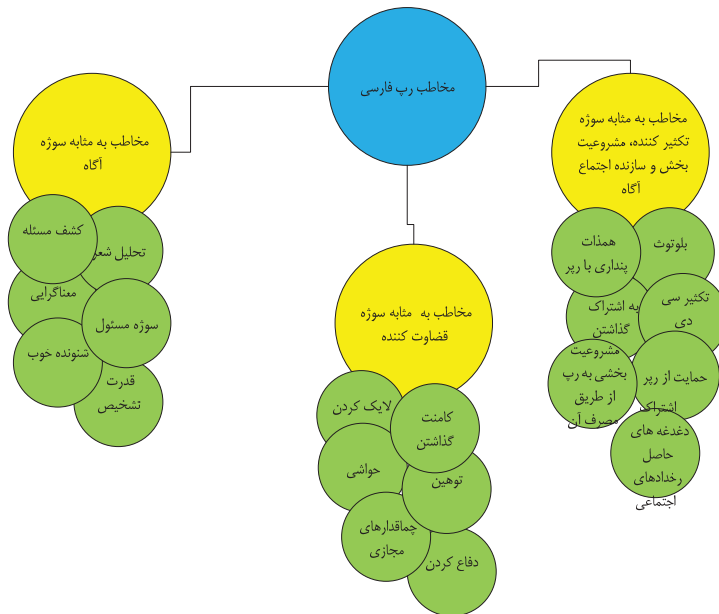 مخاطب رپ فارسی
مخاطب به مثابه سوژه
تکثیر کننده، مشروعیت
بخش و سازنده اجتماع
آگاه
بلوتوث
همذات
پنداری با رپر
تکثیر سی
دی
به اشتراک
گذاشتن
حمایت از رپر
مشروعیت
بخشی به رپ
از طریق
مصرف آن
اشتراک
دغدغه های
حاصل
رخدادهای
اجتماعی
مخاطب به مثابه سوژه
قضاوت کننده
لایک کردن
کامنت
گذاشتن
حواشی
توهین
چماقدارهای
مجازی
دفاع کردن
مخاطب به مثابه سوژه
آگاه
کشف مسئله
تحلیل شعر
معناگرایی
سوژه مسئول
شنونده خوب
قدرت
تشخیص